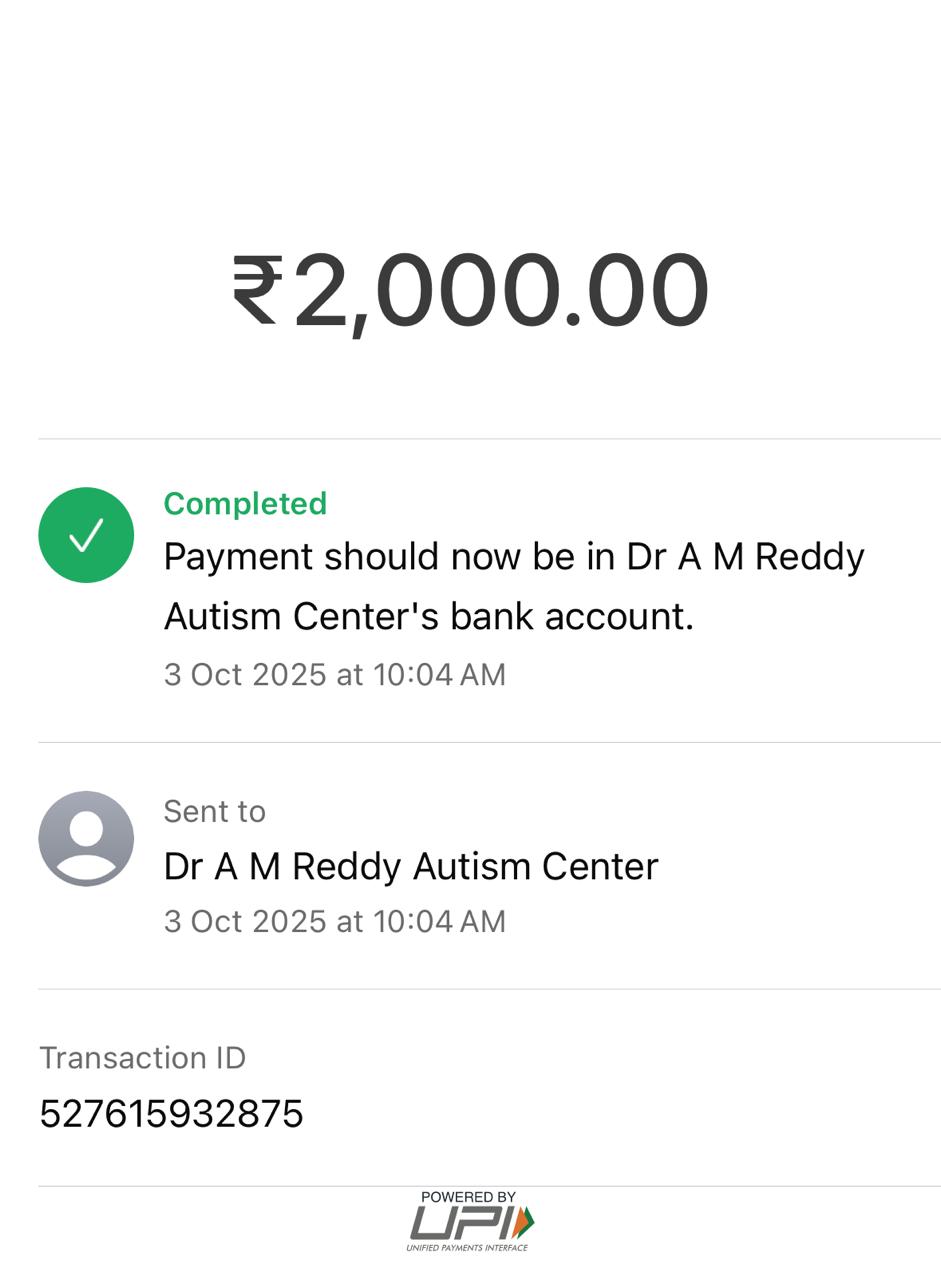 ₹2,000.00
Completed
Payment should now be in Dr A M Reddy
Autism Center's bank account.
3 Oct 2025 at 10:04 AM
Sent to
Dr A M Reddy Autism Center
3 Oct 2025 at 10:04 AM
Transaction ID
527615932875
POWERED BY
UPI
UNIFIED PAYMENTS INTERFACE